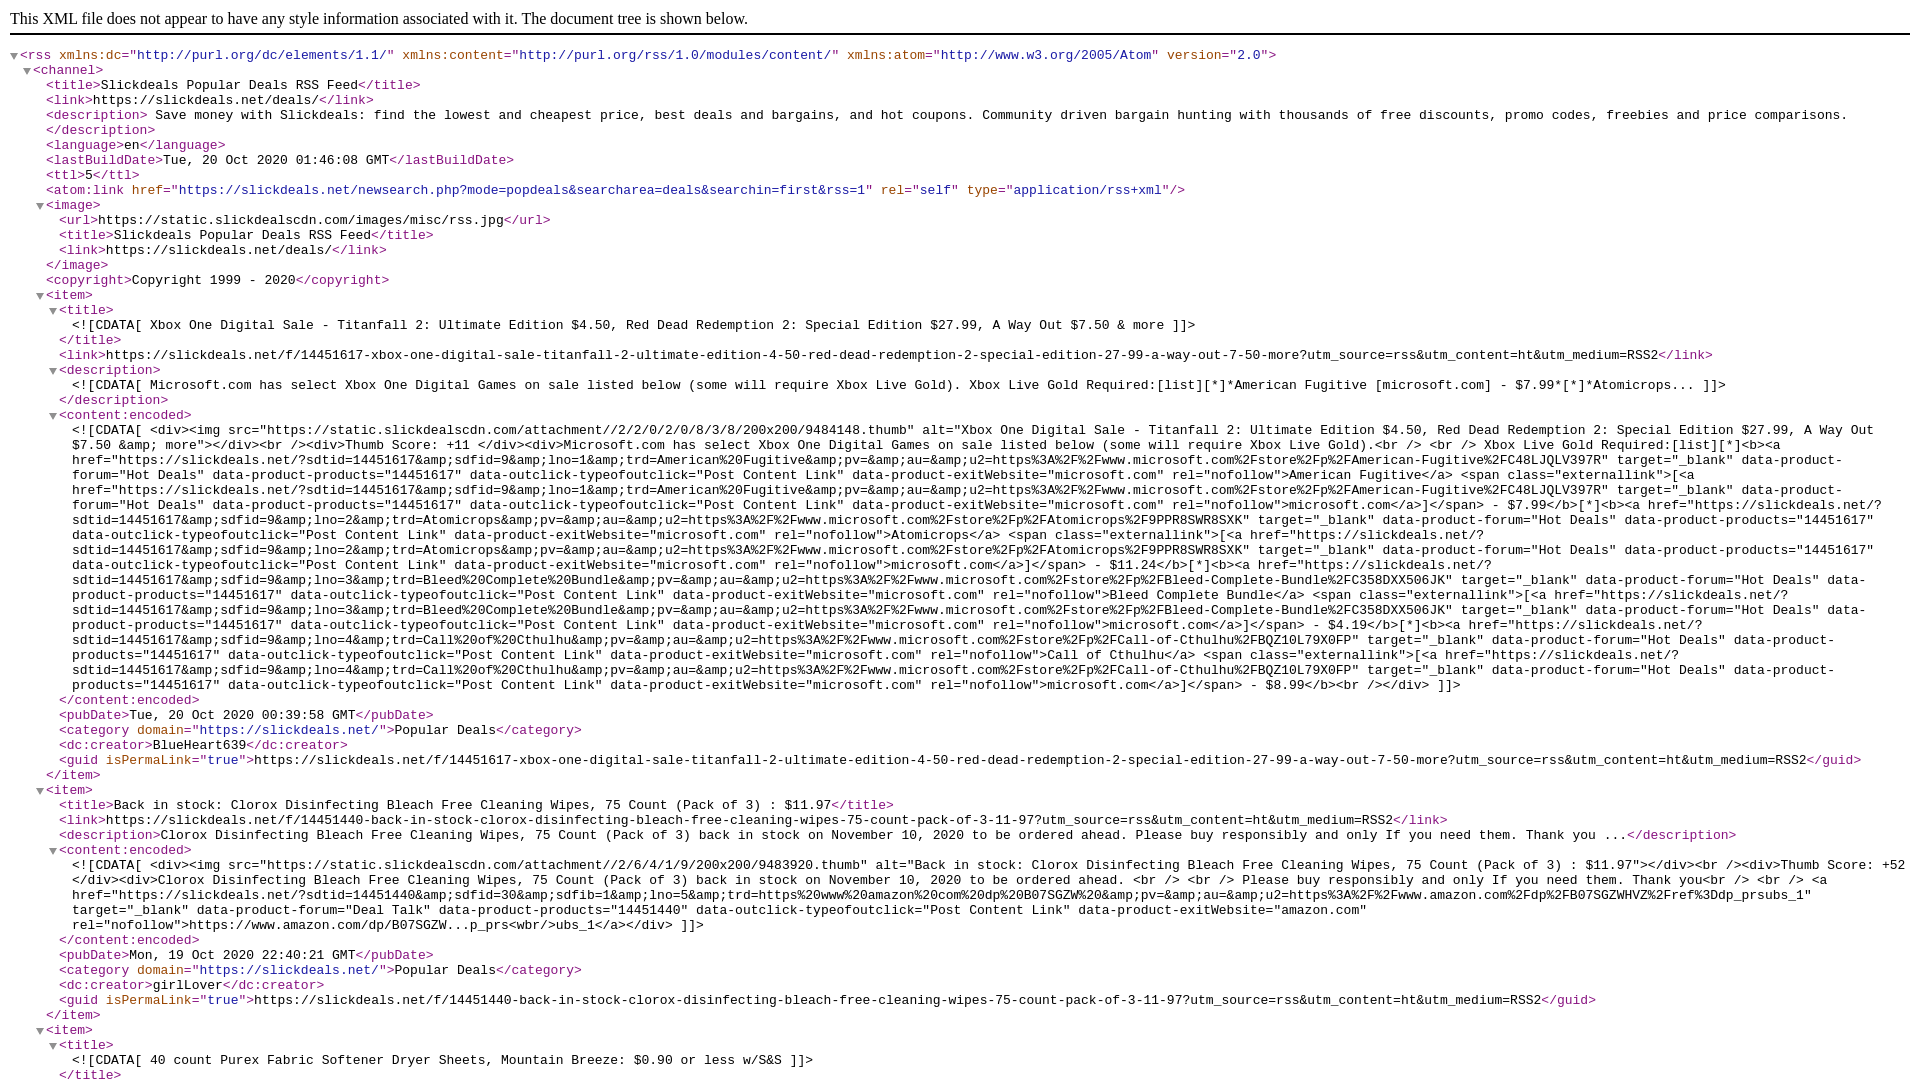 This XML file does not appear to have any style information associated with it. The document tree is shown below.
<rss xmlns:dc="http://purl.org/dc/elements/1.1/" xmlns:content="http://purl.org/rss/1.0/modules/content/" xmlns:atom="http://www.w3.org/2005/Atom" version="2.0">
<channel>
<title>Slickdeals Popular Deals RSS Feed</title>
<link>https://slickdeals.net/deals/</link>
<description> Save money with Slickdeals: find the lowest and cheapest price, best deals and bargains, and hot coupons. Community driven bargain hunting with thousands of free discounts, promo codes, freebies and price comparisons.
</description>
<language>en</language>
<lastBuildDate>Tue, 20 Oct 2020 01:46:08 GMT</lastBuildDate>
<ttl>5</ttl>
<atom:link href="https://slickdeals.net/newsearch.php?mode=popdeals&searcharea=deals&searchin=first&rss=1" rel="self" type="application/rss+xml"/>
<image>
<url>https://static.slickdealscdn.com/images/misc/rss.jpg</url>
<title>Slickdeals Popular Deals RSS Feed</title>
<link>https://slickdeals.net/deals/</link>
</image>
<copyright>Copyright 1999 - 2020</copyright>
<item>
<title>
<![CDATA[ Xbox One Digital Sale - Titanfall 2: Ultimate Edition $4.50, Red Dead Redemption 2: Special Edition $27.99, A Way Out $7.50 & more ]]>
</title>
<link>https://slickdeals.net/f/14451617-xbox-one-digital-sale-titanfall-2-ultimate-edition-4-50-red-dead-redemption-2-special-edition-27-99-a-way-out-7-50-more?utm_source=rss&utm_content=ht&utm_medium=RSS2</link>
<description>
<![CDATA[ Microsoft.com has select Xbox One Digital Games on sale listed below (some will require Xbox Live Gold). Xbox Live Gold Required:[list][*]*American Fugitive [microsoft.com] - $7.99*[*]*Atomicrops... ]]>
</description>
<content:encoded>
<![CDATA[ <div><img src="https://static.slickdealscdn.com/attachment//2/2/0/2/0/8/3/8/200x200/9484148.thumb" alt="Xbox One Digital Sale - Titanfall 2: Ultimate Edition $4.50, Red Dead Redemption 2: Special Edition $27.99, A Way Out
$7.50 &amp; more"></div><br /><div>Thumb Score: +11 </div><div>Microsoft.com has select Xbox One Digital Games on sale listed below (some will require Xbox Live Gold).<br /> <br /> Xbox Live Gold Required:[list][*]<b><a
href="https://slickdeals.net/?sdtid=14451617&amp;sdfid=9&amp;lno=1&amp;trd=American%20Fugitive&amp;pv=&amp;au=&amp;u2=https%3A%2F%2Fwww.microsoft.com%2Fstore%2Fp%2FAmerican-Fugitive%2FC48LJQLV397R" target="_blank" data-product-
forum="Hot Deals" data-product-products="14451617" data-outclick-typeofoutclick="Post Content Link" data-product-exitWebsite="microsoft.com" rel="nofollow">American Fugitive</a> <span class="externallink">[<a
href="https://slickdeals.net/?sdtid=14451617&amp;sdfid=9&amp;lno=1&amp;trd=American%20Fugitive&amp;pv=&amp;au=&amp;u2=https%3A%2F%2Fwww.microsoft.com%2Fstore%2Fp%2FAmerican-Fugitive%2FC48LJQLV397R" target="_blank" data-product-
forum="Hot Deals" data-product-products="14451617" data-outclick-typeofoutclick="Post Content Link" data-product-exitWebsite="microsoft.com" rel="nofollow">microsoft.com</a>]</span> - $7.99</b>[*]<b><a href="https://slickdeals.net/?
sdtid=14451617&amp;sdfid=9&amp;lno=2&amp;trd=Atomicrops&amp;pv=&amp;au=&amp;u2=https%3A%2F%2Fwww.microsoft.com%2Fstore%2Fp%2FAtomicrops%2F9PPR8SWR8SXK" target="_blank" data-product-forum="Hot Deals" data-product-products="14451617"
data-outclick-typeofoutclick="Post Content Link" data-product-exitWebsite="microsoft.com" rel="nofollow">Atomicrops</a> <span class="externallink">[<a href="https://slickdeals.net/?
sdtid=14451617&amp;sdfid=9&amp;lno=2&amp;trd=Atomicrops&amp;pv=&amp;au=&amp;u2=https%3A%2F%2Fwww.microsoft.com%2Fstore%2Fp%2FAtomicrops%2F9PPR8SWR8SXK" target="_blank" data-product-forum="Hot Deals" data-product-products="14451617"
data-outclick-typeofoutclick="Post Content Link" data-product-exitWebsite="microsoft.com" rel="nofollow">microsoft.com</a>]</span> - $11.24</b>[*]<b><a href="https://slickdeals.net/?
sdtid=14451617&amp;sdfid=9&amp;lno=3&amp;trd=Bleed%20Complete%20Bundle&amp;pv=&amp;au=&amp;u2=https%3A%2F%2Fwww.microsoft.com%2Fstore%2Fp%2FBleed-Complete-Bundle%2FC358DXX506JK" target="_blank" data-product-forum="Hot Deals" data-
product-products="14451617" data-outclick-typeofoutclick="Post Content Link" data-product-exitWebsite="microsoft.com" rel="nofollow">Bleed Complete Bundle</a> <span class="externallink">[<a href="https://slickdeals.net/?
sdtid=14451617&amp;sdfid=9&amp;lno=3&amp;trd=Bleed%20Complete%20Bundle&amp;pv=&amp;au=&amp;u2=https%3A%2F%2Fwww.microsoft.com%2Fstore%2Fp%2FBleed-Complete-Bundle%2FC358DXX506JK" target="_blank" data-product-forum="Hot Deals" data-
product-products="14451617" data-outclick-typeofoutclick="Post Content Link" data-product-exitWebsite="microsoft.com" rel="nofollow">microsoft.com</a>]</span> - $4.19</b>[*]<b><a href="https://slickdeals.net/?
sdtid=14451617&amp;sdfid=9&amp;lno=4&amp;trd=Call%20of%20Cthulhu&amp;pv=&amp;au=&amp;u2=https%3A%2F%2Fwww.microsoft.com%2Fstore%2Fp%2FCall-of-Cthulhu%2FBQZ10L79X0FP" target="_blank" data-product-forum="Hot Deals" data-product-
products="14451617" data-outclick-typeofoutclick="Post Content Link" data-product-exitWebsite="microsoft.com" rel="nofollow">Call of Cthulhu</a> <span class="externallink">[<a href="https://slickdeals.net/?
sdtid=14451617&amp;sdfid=9&amp;lno=4&amp;trd=Call%20of%20Cthulhu&amp;pv=&amp;au=&amp;u2=https%3A%2F%2Fwww.microsoft.com%2Fstore%2Fp%2FCall-of-Cthulhu%2FBQZ10L79X0FP" target="_blank" data-product-forum="Hot Deals" data-product-
products="14451617" data-outclick-typeofoutclick="Post Content Link" data-product-exitWebsite="microsoft.com" rel="nofollow">microsoft.com</a>]</span> - $8.99</b><br /></div> ]]>
</content:encoded>
<pubDate>Tue, 20 Oct 2020 00:39:58 GMT</pubDate>
<category domain="https://slickdeals.net/">Popular Deals</category>
<dc:creator>BlueHeart639</dc:creator>
<guid isPermaLink="true">https://slickdeals.net/f/14451617-xbox-one-digital-sale-titanfall-2-ultimate-edition-4-50-red-dead-redemption-2-special-edition-27-99-a-way-out-7-50-more?utm_source=rss&utm_content=ht&utm_medium=RSS2</guid>
</item>
<item>
<title>Back in stock: Clorox Disinfecting Bleach Free Cleaning Wipes, 75 Count (Pack of 3) : $11.97</title>
<link>https://slickdeals.net/f/14451440-back-in-stock-clorox-disinfecting-bleach-free-cleaning-wipes-75-count-pack-of-3-11-97?utm_source=rss&utm_content=ht&utm_medium=RSS2</link>
<description>Clorox Disinfecting Bleach Free Cleaning Wipes, 75 Count (Pack of 3) back in stock on November 10, 2020 to be ordered ahead. Please buy responsibly and only If you need them. Thank you ...</description>
<content:encoded>
<![CDATA[ <div><img src="https://static.slickdealscdn.com/attachment//2/6/4/1/9/200x200/9483920.thumb" alt="Back in stock: Clorox Disinfecting Bleach Free Cleaning Wipes, 75 Count (Pack of 3) : $11.97"></div><br /><div>Thumb Score: +52
</div><div>Clorox Disinfecting Bleach Free Cleaning Wipes, 75 Count (Pack of 3) back in stock on November 10, 2020 to be ordered ahead. <br /> <br /> Please buy responsibly and only If you need them. Thank you<br /> <br /> <a
href="https://slickdeals.net/?sdtid=14451440&amp;sdfid=30&amp;sdfib=1&amp;lno=5&amp;trd=https%20www%20amazon%20com%20dp%20B07SGZW%20&amp;pv=&amp;au=&amp;u2=https%3A%2F%2Fwww.amazon.com%2Fdp%2FB07SGZWHVZ%2Fref%3Ddp_prsubs_1"
target="_blank" data-product-forum="Deal Talk" data-product-products="14451440" data-outclick-typeofoutclick="Post Content Link" data-product-exitWebsite="amazon.com"
rel="nofollow">https://www.amazon.com/dp/B07SGZW...p_prs<wbr/>ubs_1</a></div> ]]>
</content:encoded>
<pubDate>Mon, 19 Oct 2020 22:40:21 GMT</pubDate>
<category domain="https://slickdeals.net/">Popular Deals</category>
<dc:creator>girlLover</dc:creator>
<guid isPermaLink="true">https://slickdeals.net/f/14451440-back-in-stock-clorox-disinfecting-bleach-free-cleaning-wipes-75-count-pack-of-3-11-97?utm_source=rss&utm_content=ht&utm_medium=RSS2</guid>
</item>
<item>
<title>
<![CDATA[ 40 count Purex Fabric Softener Dryer Sheets, Mountain Breeze: $0.90 or less w/S&S ]]>
</title>